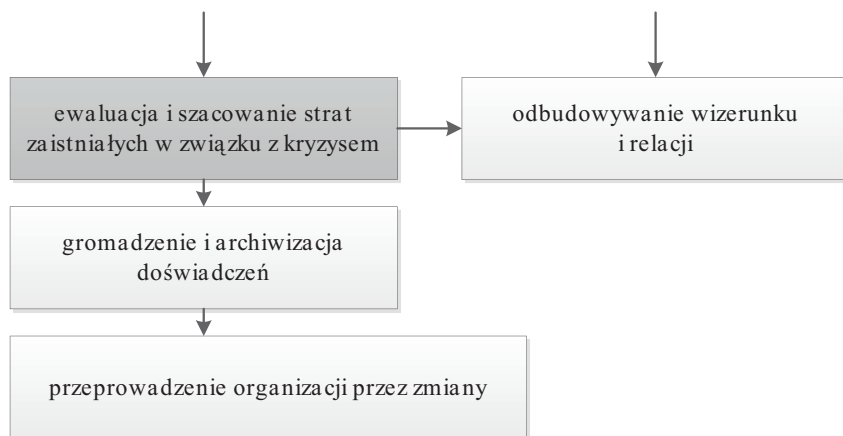 ewaluacja i szacowanie strat
zaistniałych w związku z kryzysem
odbudowywanie wizerunku
i relacji
gromadzenie i archiwizacja
doświadczeń
przeprowadzenie organizacji przez zmiany